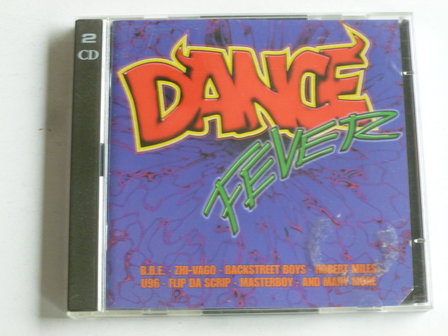 2
CD
DANCE
FEVER
B.B.E. - ZHI-VAGO - BACKSTREET BOYS - ROBERT MILES
U96 - FLIP DA SCRIP - MASTERBOY - AND MANY MORE